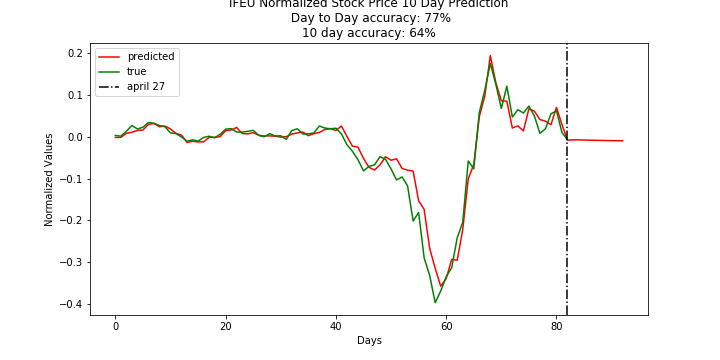 IFEU Normalized Stock Price 10 Day Prediction
Day to Day accuracy: 77%
10 day accuracy: 64%
predicted
true
april 27
Normalized Values
0.2
0.1
0.0
−0.1
−0.2
−0.3
−0.4
0
20
40
60
80
Days